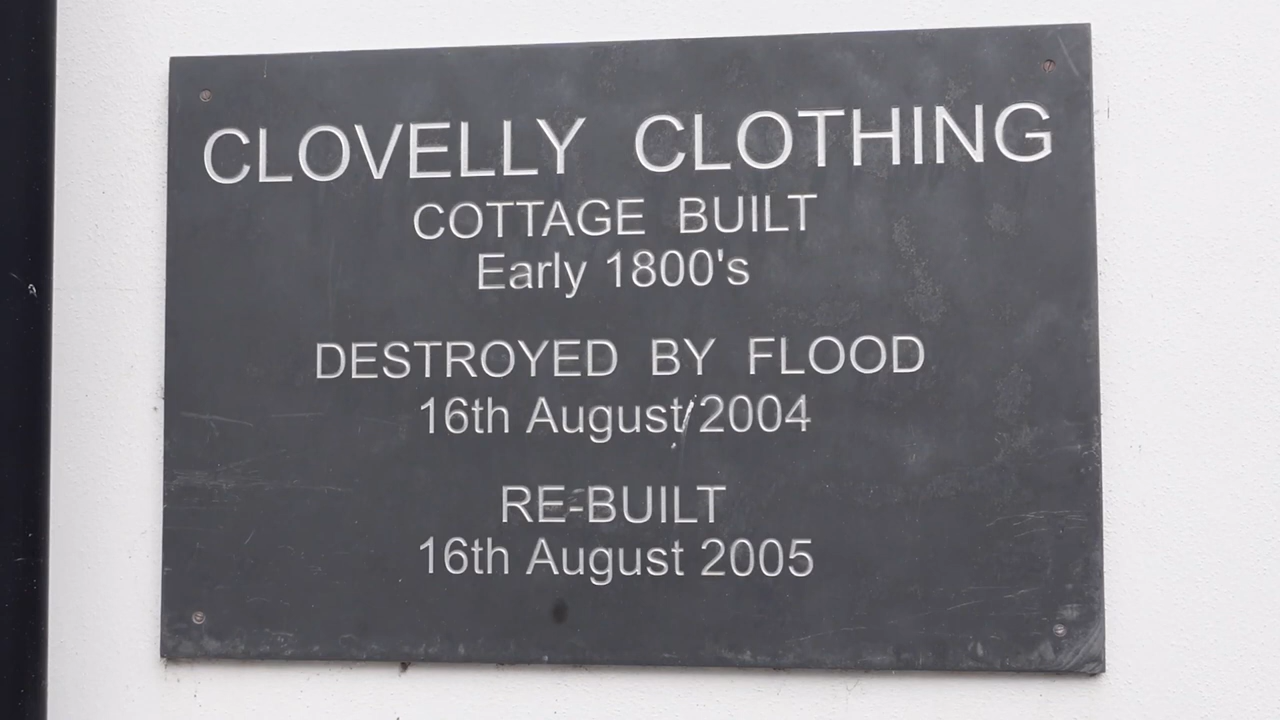 CLOVELLY CLOTHING
COTTAGE BUILT
Early 1800's
DESTROYED BY FLOOD
16th August 2004
RE-BUILT
16th August 2005